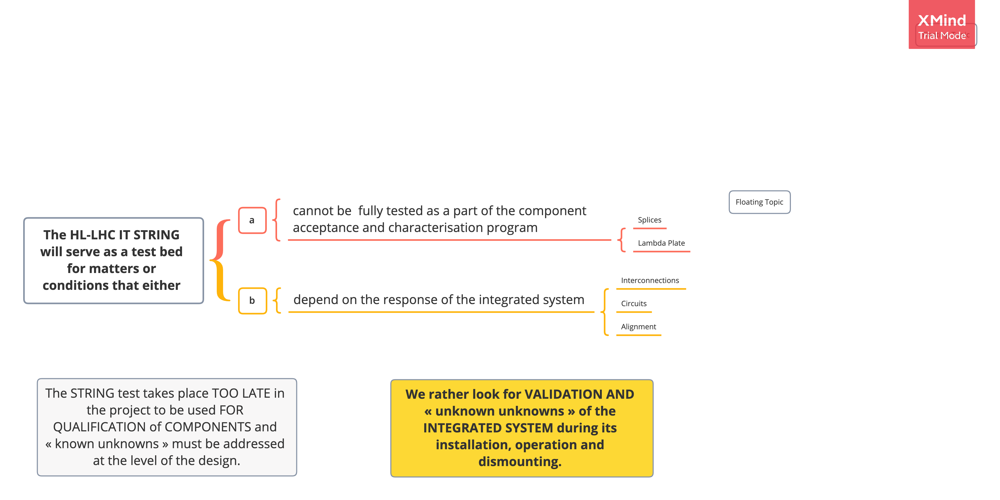 XMind
Trial Mode
Floating Topic
The HL-LHC IT STRING
will serve as a test bed
for matters or
conditions that either
a
cannot be  fully tested as a part of the component
acceptance and characterisation program
Splices
Lambda Plate
b
depend on the response of the integrated system
Interconnections
Circuits
Alignment
The STRING test takes place TOO LATE in
the project to be used FOR
QUALIFICATION of COMPONENTS and
« known unknowns » must be addressed
at the level of the design.
We rather look for VALIDATION AND
« unknown unknowns » of the
INTEGRATED SYSTEM during its
installation, operation and
dismounting.